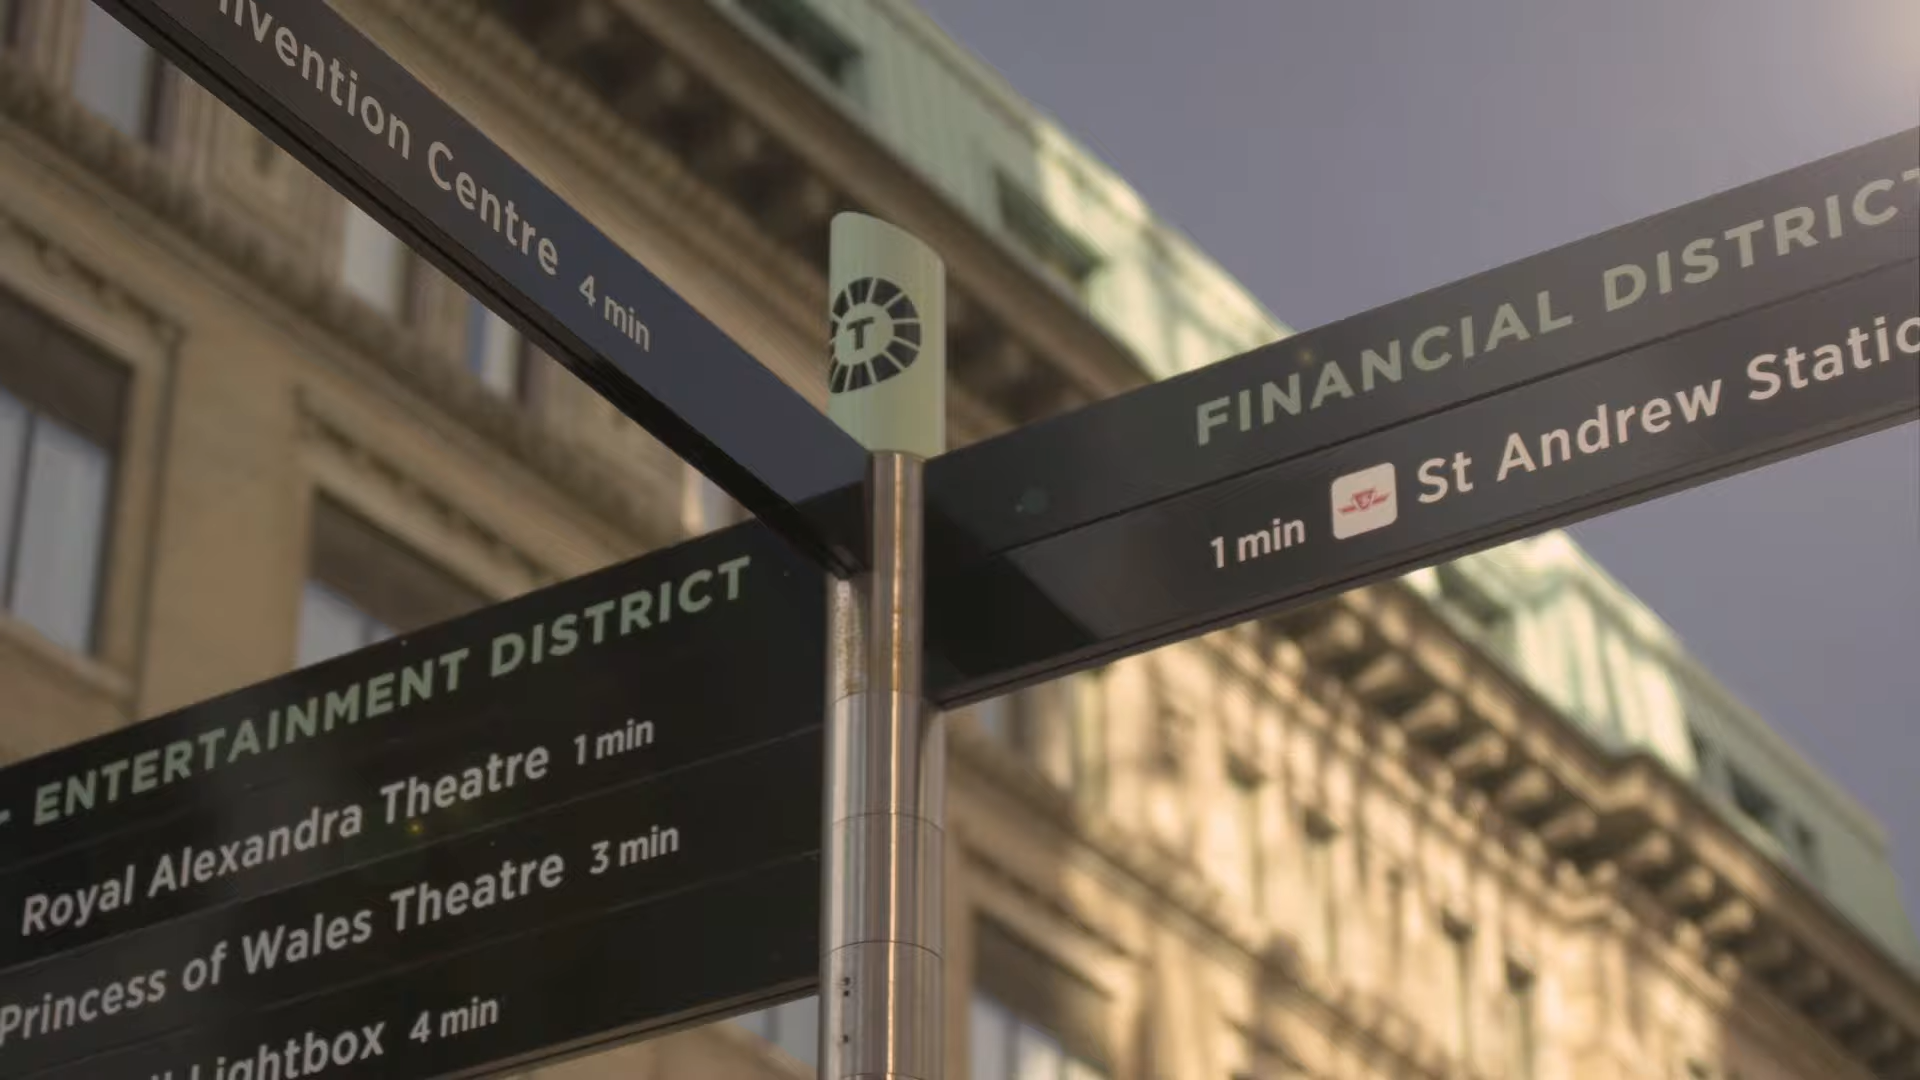 Centre 4 min
T
FINANCIAL DISTRICT
1 min St Andrew
ENTERTAINMENT DISTRICT
Royal Alexandra Theatre 1 min
Princess of Wales Theatre 3 min
Lightbox 4 min